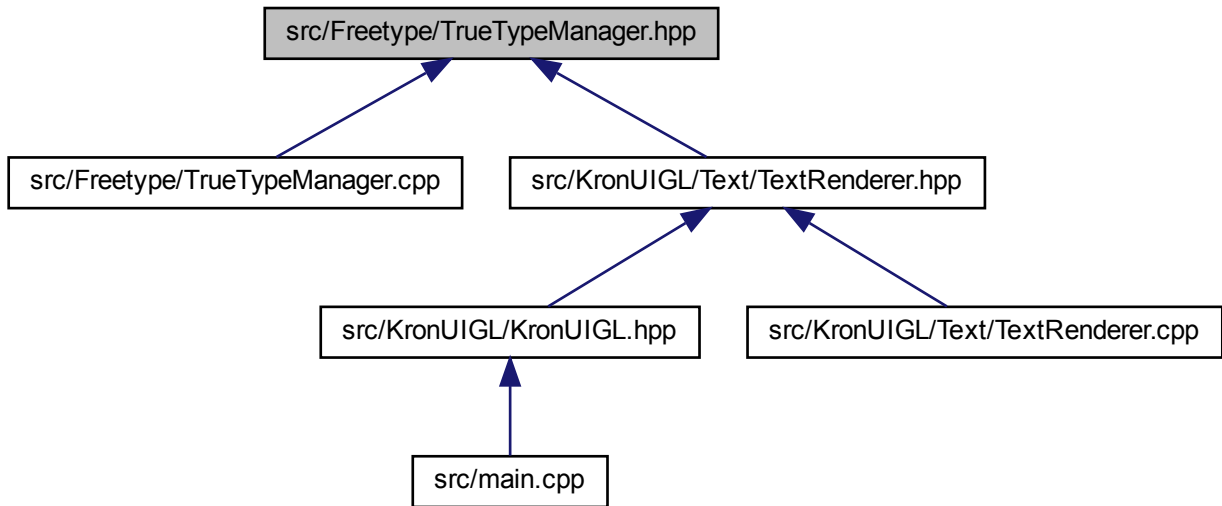 src/Freetype/TrueTypeManager.hpp
src/Freetype/TrueTypeManager.cpp
src/KronUIGL/Text/TextRenderer.hpp
src/KronUIGL/KronUIGL.hpp
src/KronUIGL/Text/TextRenderer.cpp
src/main.cpp